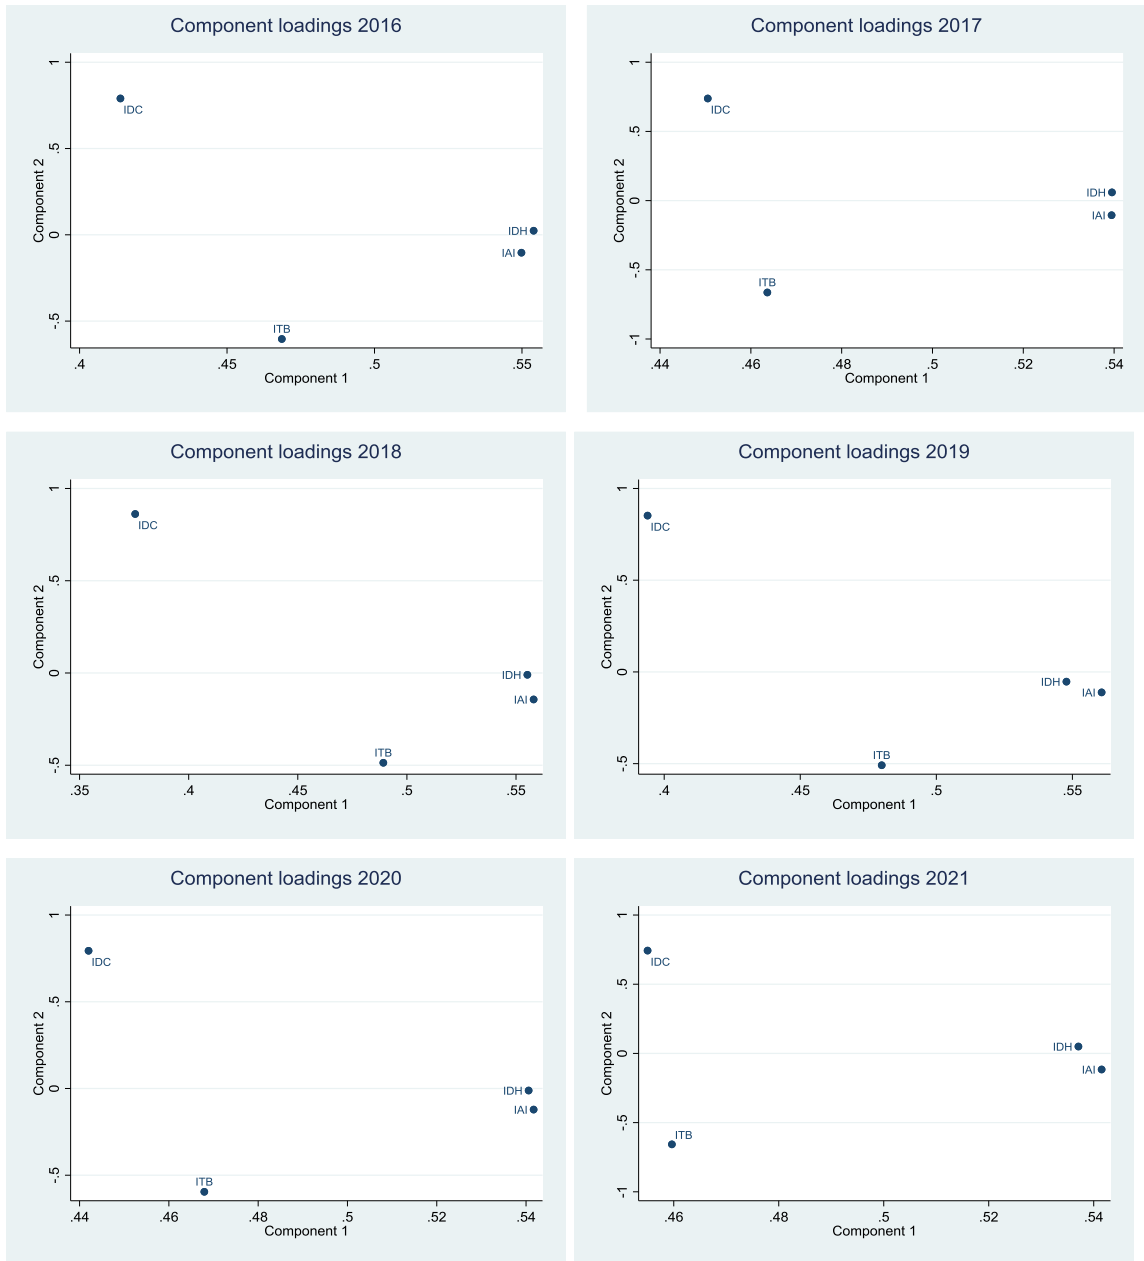 Component loadings 2016
Component 2
1
.5
0
-.5
IDC
IDH
IAI
ITB
.4 .45 .5 .55
Component 1
Component loadings 2017
Component 2
1
.5
0
-.5
-1
IDC
IDH
IAI
ITB
.44 .46 .48 .5 .52 .54
Component 1
Component loadings 2018
Component 2
1
.5
0
-.5
IDC
IDH
IAI
ITB
.35 .4 .45 .5 .55
Component 1
Component loadings 2019
Component 2
1
.5
0
-.5
IDC
IDH
IAI
ITB
.4 .45 .5 .55
Component 1
Component loadings 2020
Component 2
1
.5
0
-.5
IDC
IDH
IAI
ITB
.44 .46 .48 .5 .52 .54
Component 1
Component loadings 2021
Component 2
1
.5
0
-.5
-1
IDC
IDH
IAI
ITB
.46 .48 .5 .52 .54
Component 1